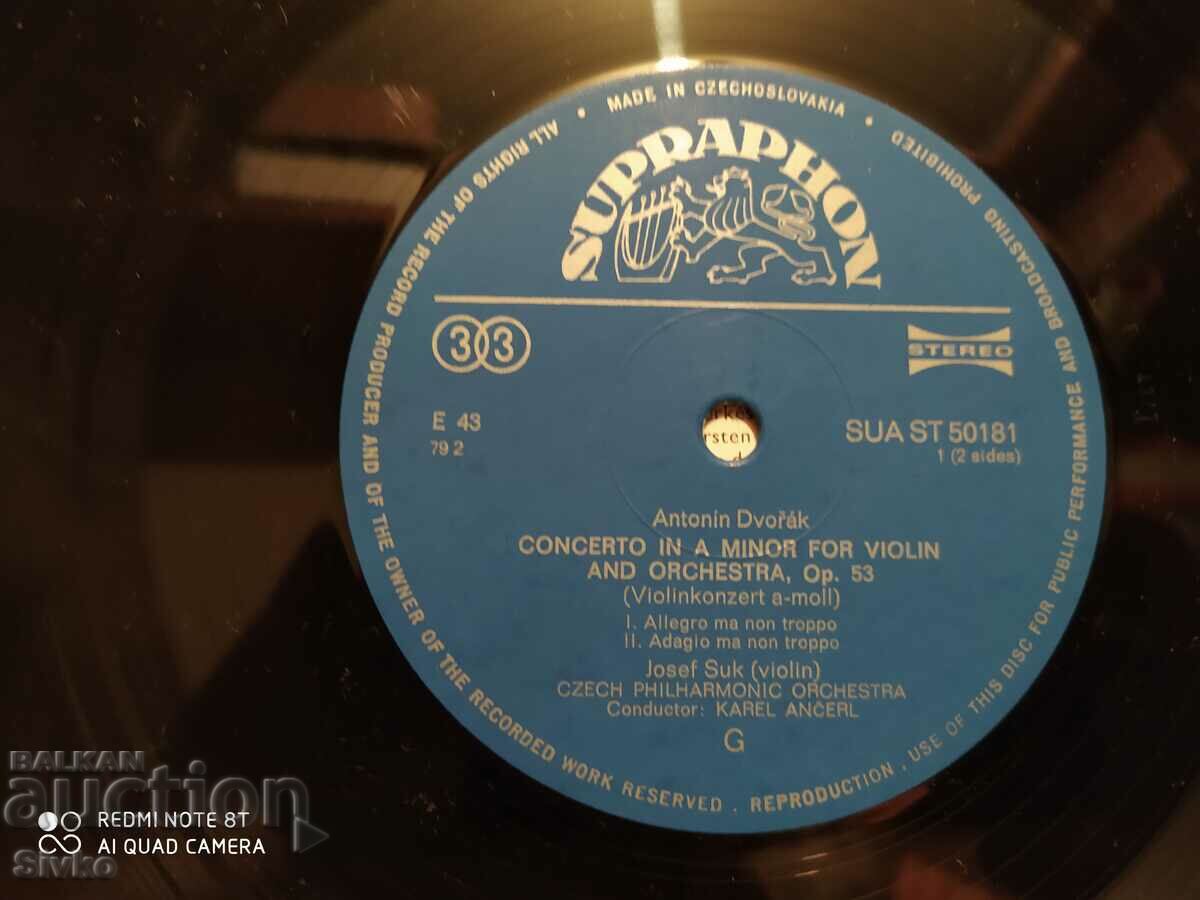 ALL RIGHTS OF THE RECORD PRODUCER AND OF THE OWNER OF THE RECORDED WORK RESERVED . REPRODUCTION . USE OF THIS DISC FOR PUBLIC PERFORMANCE AND BROADCASTING PROHIBITED
• MADE IN CZECHOSLOVAKIA •
SUPRAPHON
33
STEREO
E 43
79 2
SUA ST 50181
1 (2 sides)
rsten
Antonín Dvořák
CONCERTO IN A MINOR FOR VIOLIN
AND ORCHESTRA, Op. 53
(Violinkonzert a-moll)
I. Allegro ma non troppo
II. Adagio ma non troppo
Josef Suk (violin)
CZECH PHILHARMONIC ORCHESTRA
Conductor: KAREL ANČERL
G
BALKAN
auction
REDMI NOTE 8T
AI QUAD CAMERA
Sivko